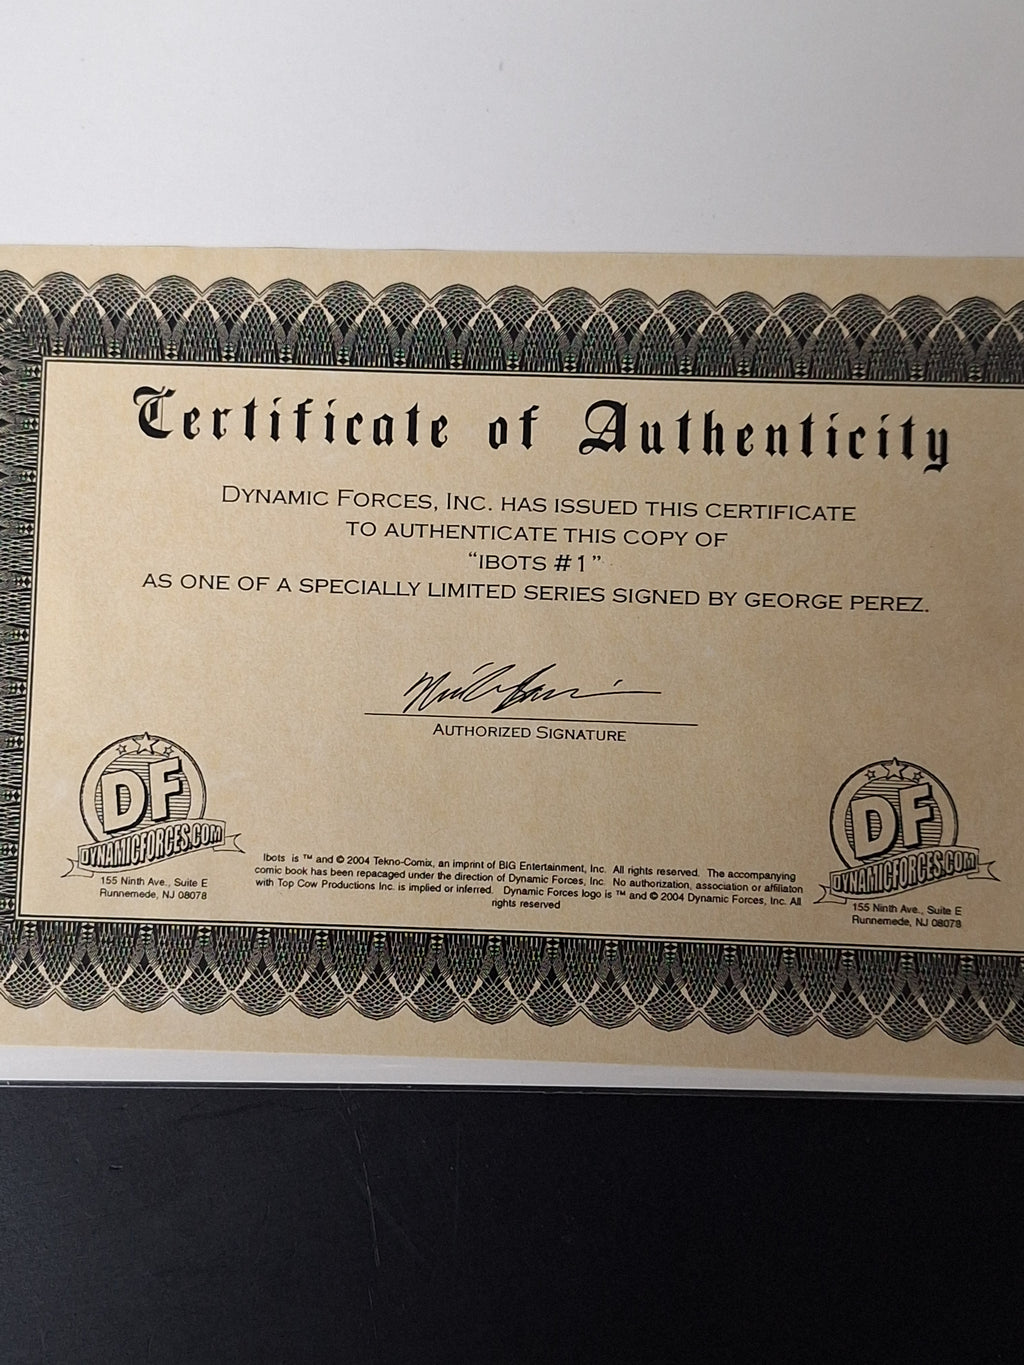 Certificate of Authenticity
DYNAMIC FORCES, INC. HAS ISSUED THIS CERTIFICATE
TO AUTHENTICATE THIS COPY OF
“IBOTS #1”
AS ONE OF A SPECIALLY LIMITED SERIES SIGNED BY GEORGE PEREZ.
AUTHORIZED SIGNATURE
DF
DYNAMICFORCES.COM
155 Ninth Ave., Suite E
Runnemede, NJ 08078
Ibots is ™ and © 2004 Tekno-Comix, an imprint of BIG Entertainment, Inc. All rights reserved. The accompanying
comic book has been repacaged under the direction of Dynamic Forces, Inc. No authorization, association or affiliaton
with Top Cow Productions Inc. is implied or inferred. Dynamic Forces logo is ™ and © 2004 Dynamic Forces, Inc. All
rights reserved
DF
DYNAMICFORCES.COM
155 Ninth Ave., Suite E
Runnemede, NJ 08078